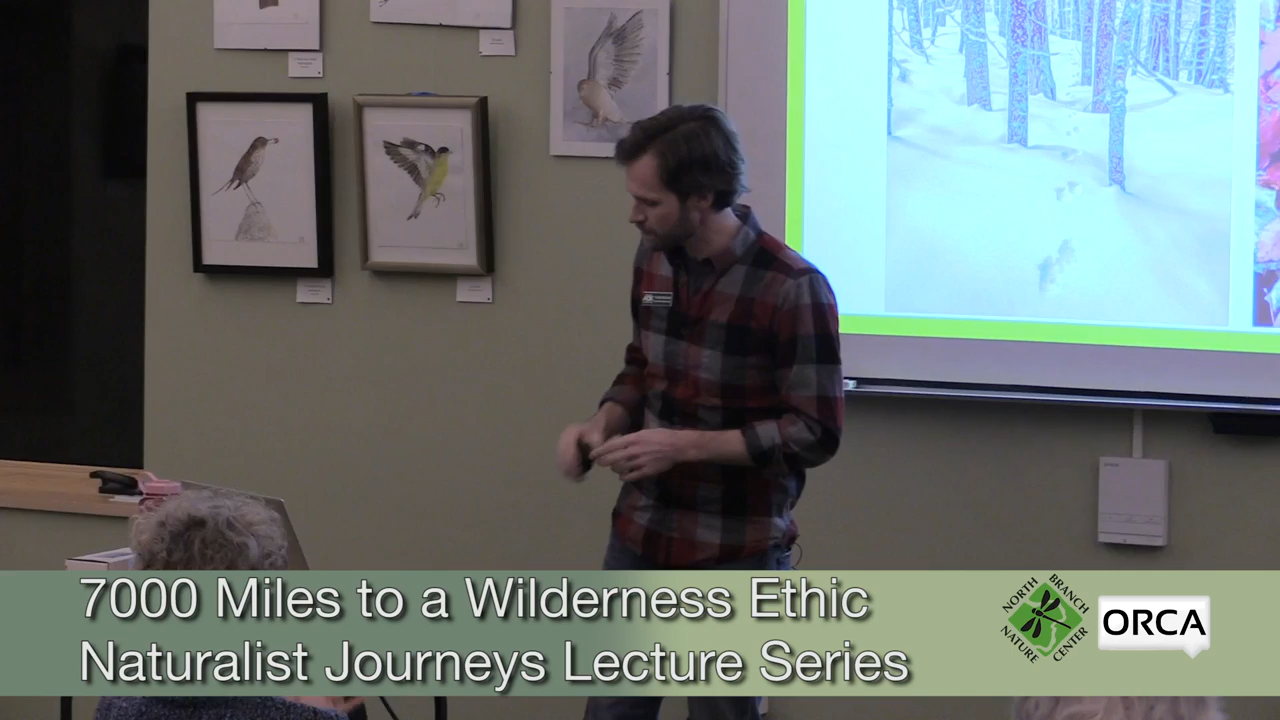 7000 Miles to a Wilderness Ethic
Naturalist Journeys Lecture Series
NORTH BRANCH
NATURE CENTER
ORCA